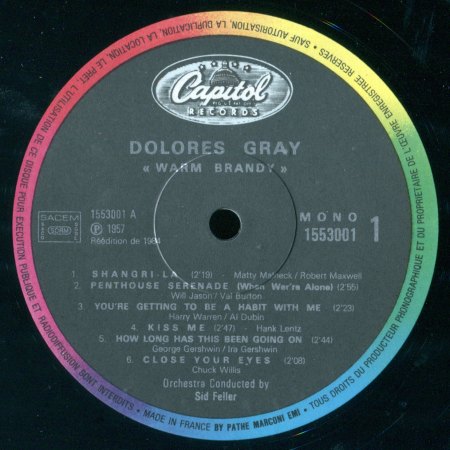 Capitol
RECORDS
DOLORES GRAY
« WARM BRANDY »
SACEM
SDRM
1553001 A
Ⓟ 1957
Réédition de 1984
MONO
1553001 1
1. SHANGRI-LA (2'19) - Matty Malneck / Robert Maxwell
2. PENTHOUSE SERENADE (When We're Alone) (2'55)
Will Jason / Val Burton
3. YOU'RE GETTING TO BE A HABIT WITH ME (2'23)
Harry Warren / Al Dubin
4. KISS ME (2'47) Hank Lentz
5. HOW LONG HAS THIS BEEN GOING ON (2'44)
George Gershwin / Ira Gershwin
6. CLOSE YOUR EYES (2'08)
Chuck Willis
Orchestra Conducted by
Sid Feller
• TOUS DROITS DU PRODUCTEUR PHONOGRAPHIQUE ET DU PROPRIETAIRE DE L'ŒUVRE ENREGISTREE RESERVES - SAUF AUTORISATION, LA DUPLICATION, LA LOCATION, LE PRET, L'UTILISATION DE CE DISQUE POUR EXECUTION PUBLIQUE ET RADIODIFFUSION SONT INTERDITS •
MADE IN FRANCE BY PATHE MARCONI EMI